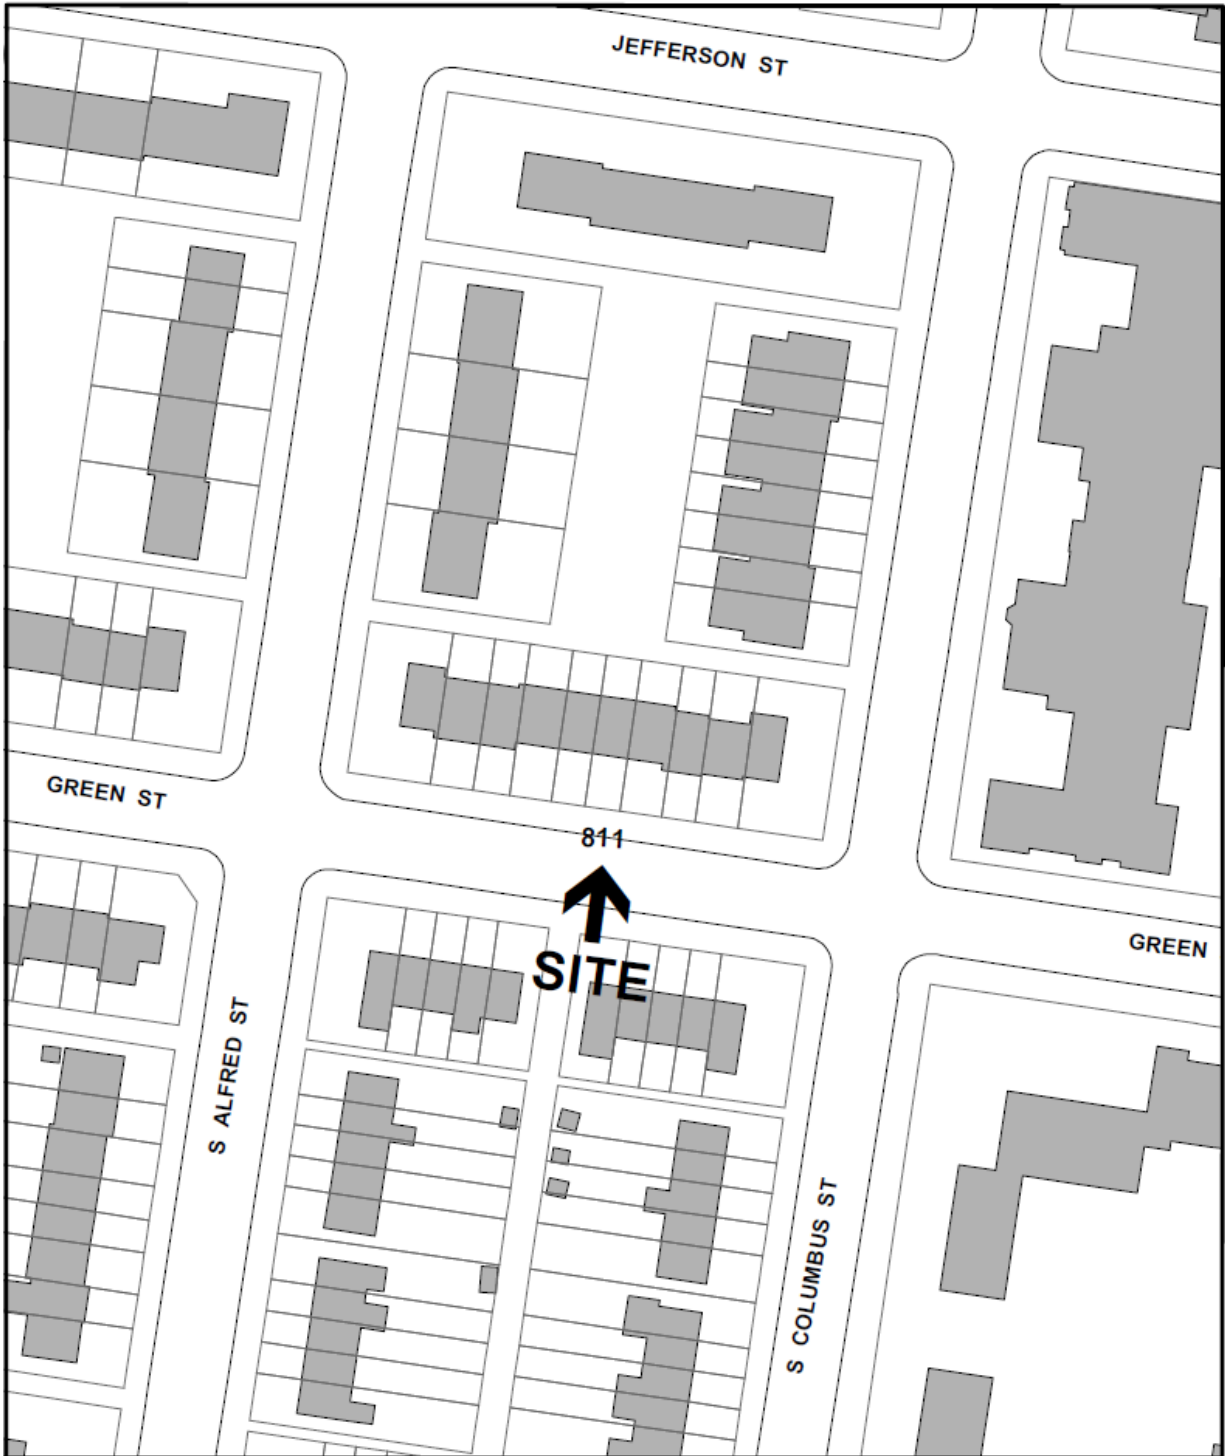 JEFFERSON ST
GREEN ST
811
SITE
GREEN
S ALFRED ST
S COLUMBUS ST